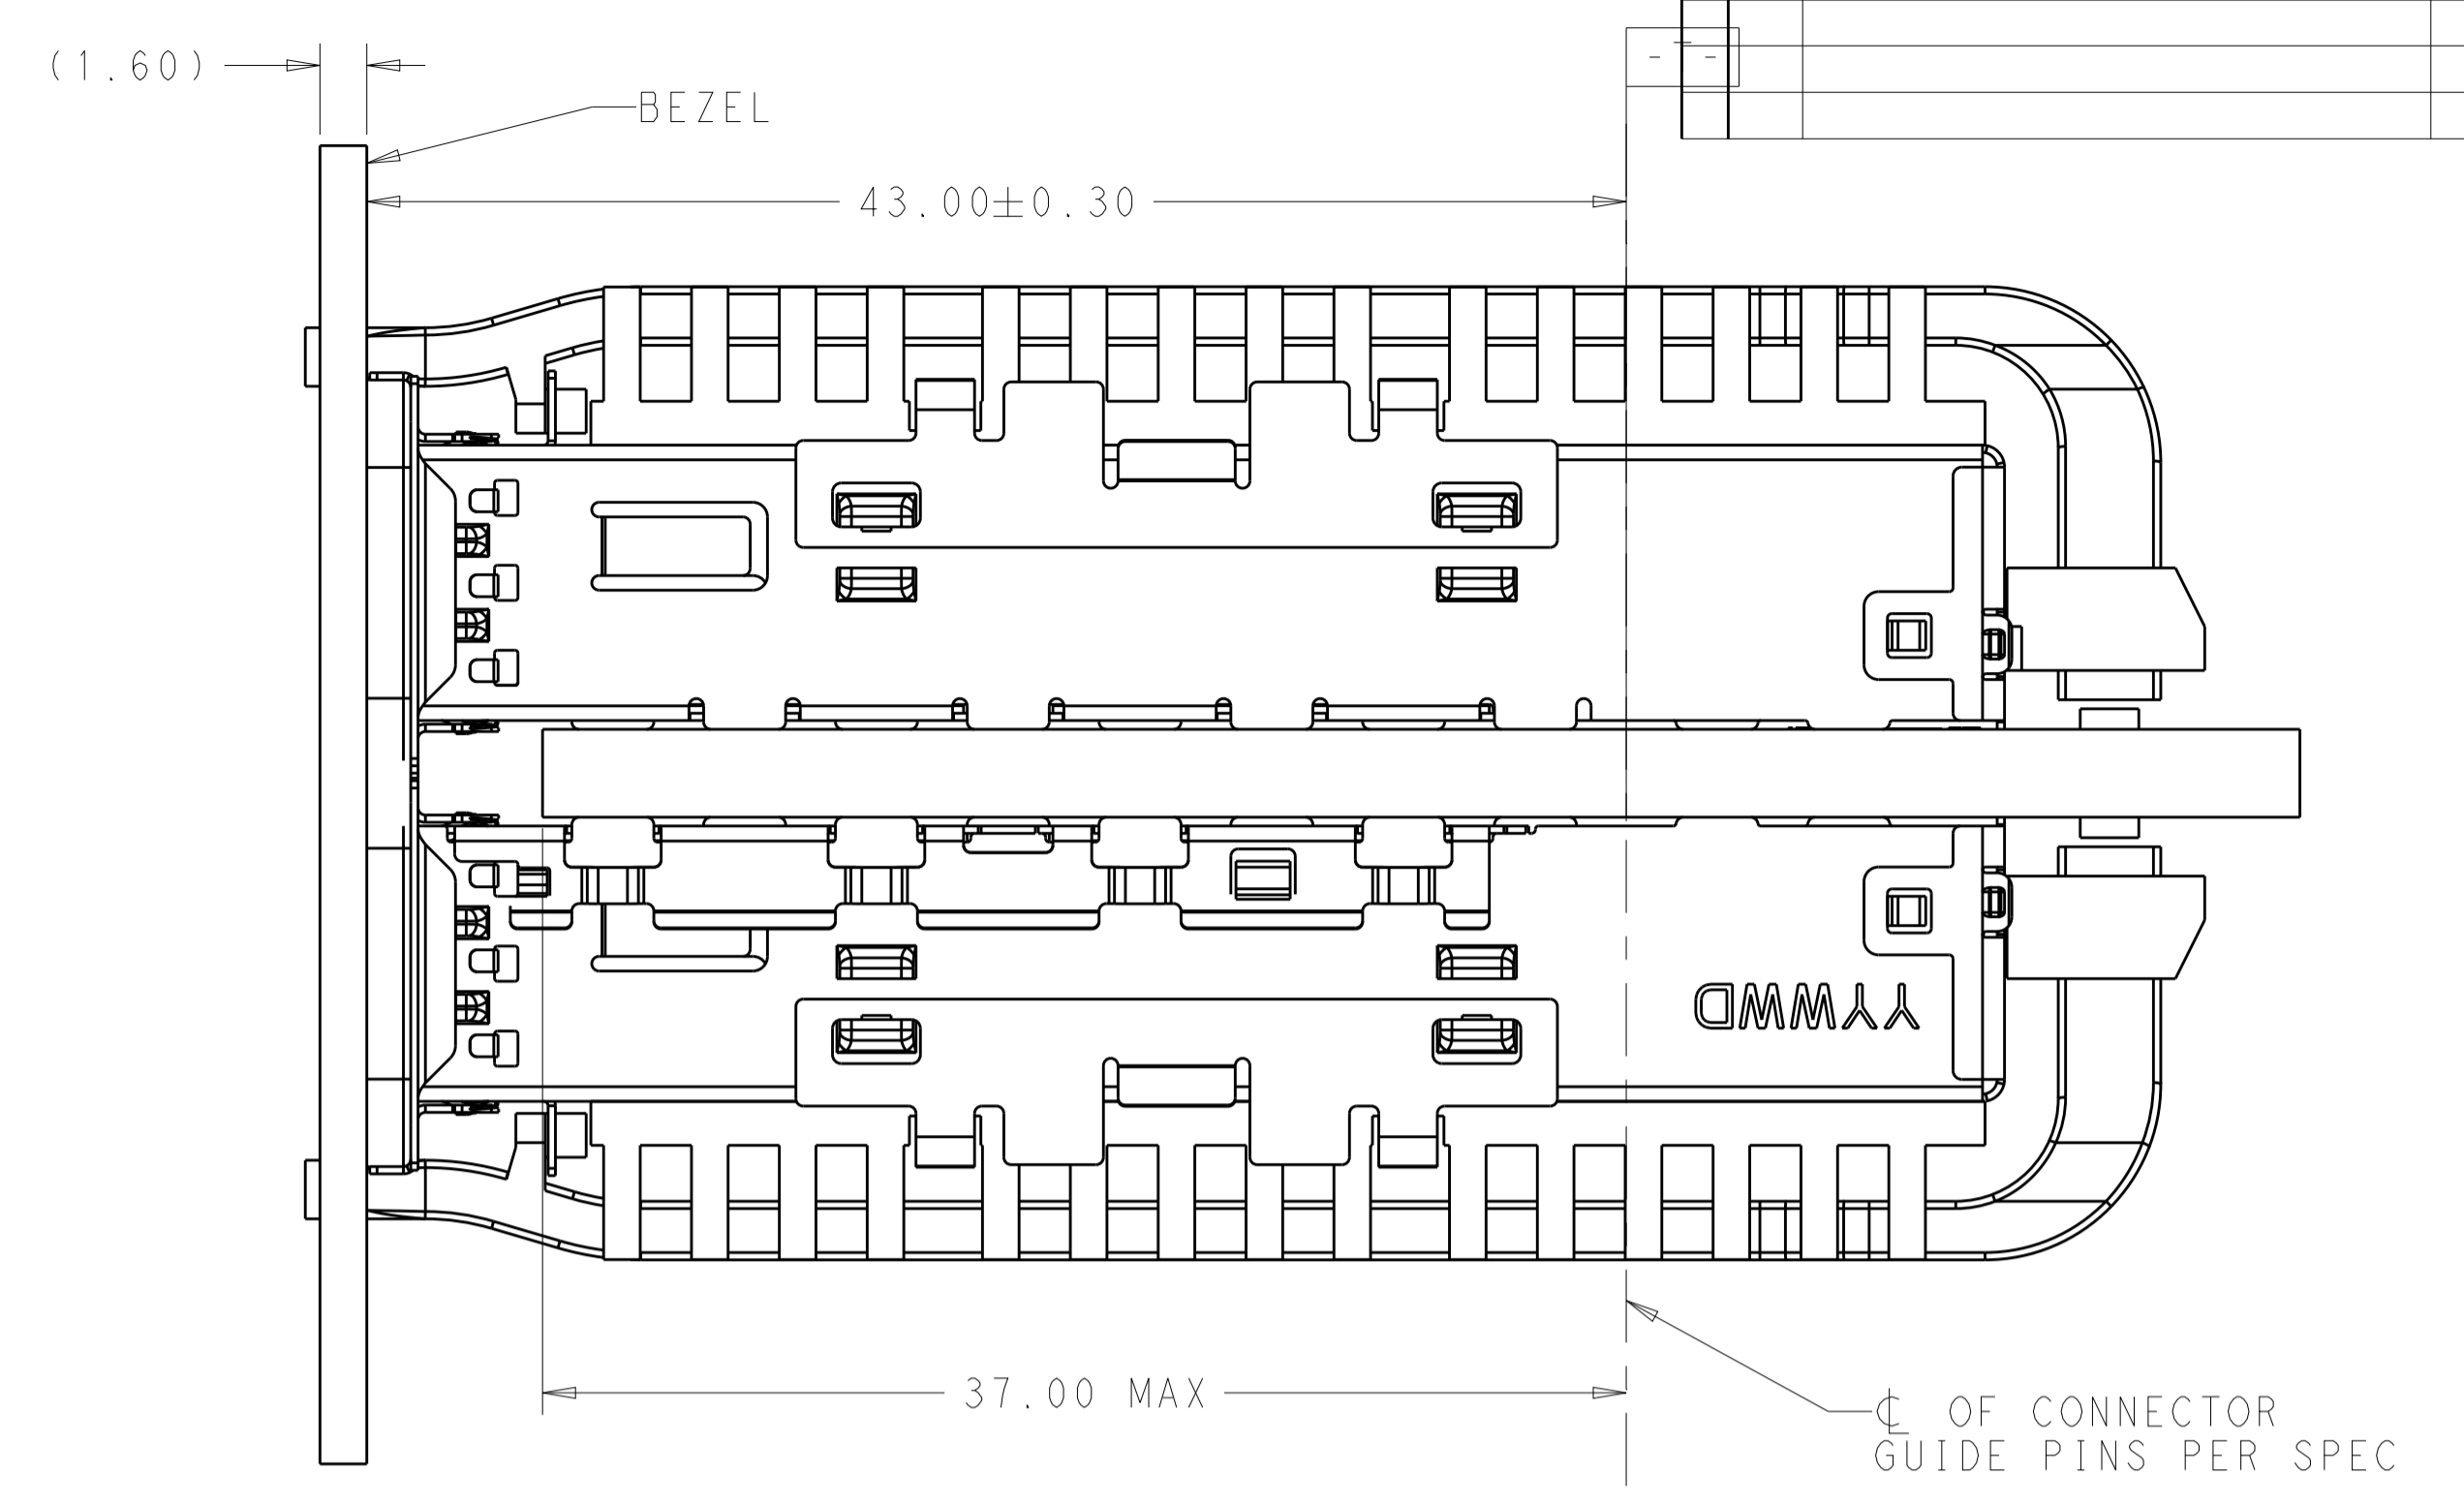 (1.60)
BEZEL
43.00±0.30
YYWWD
37.00 MAX
℄ OF CONNECTOR
GUIDE PINS PER SPEC